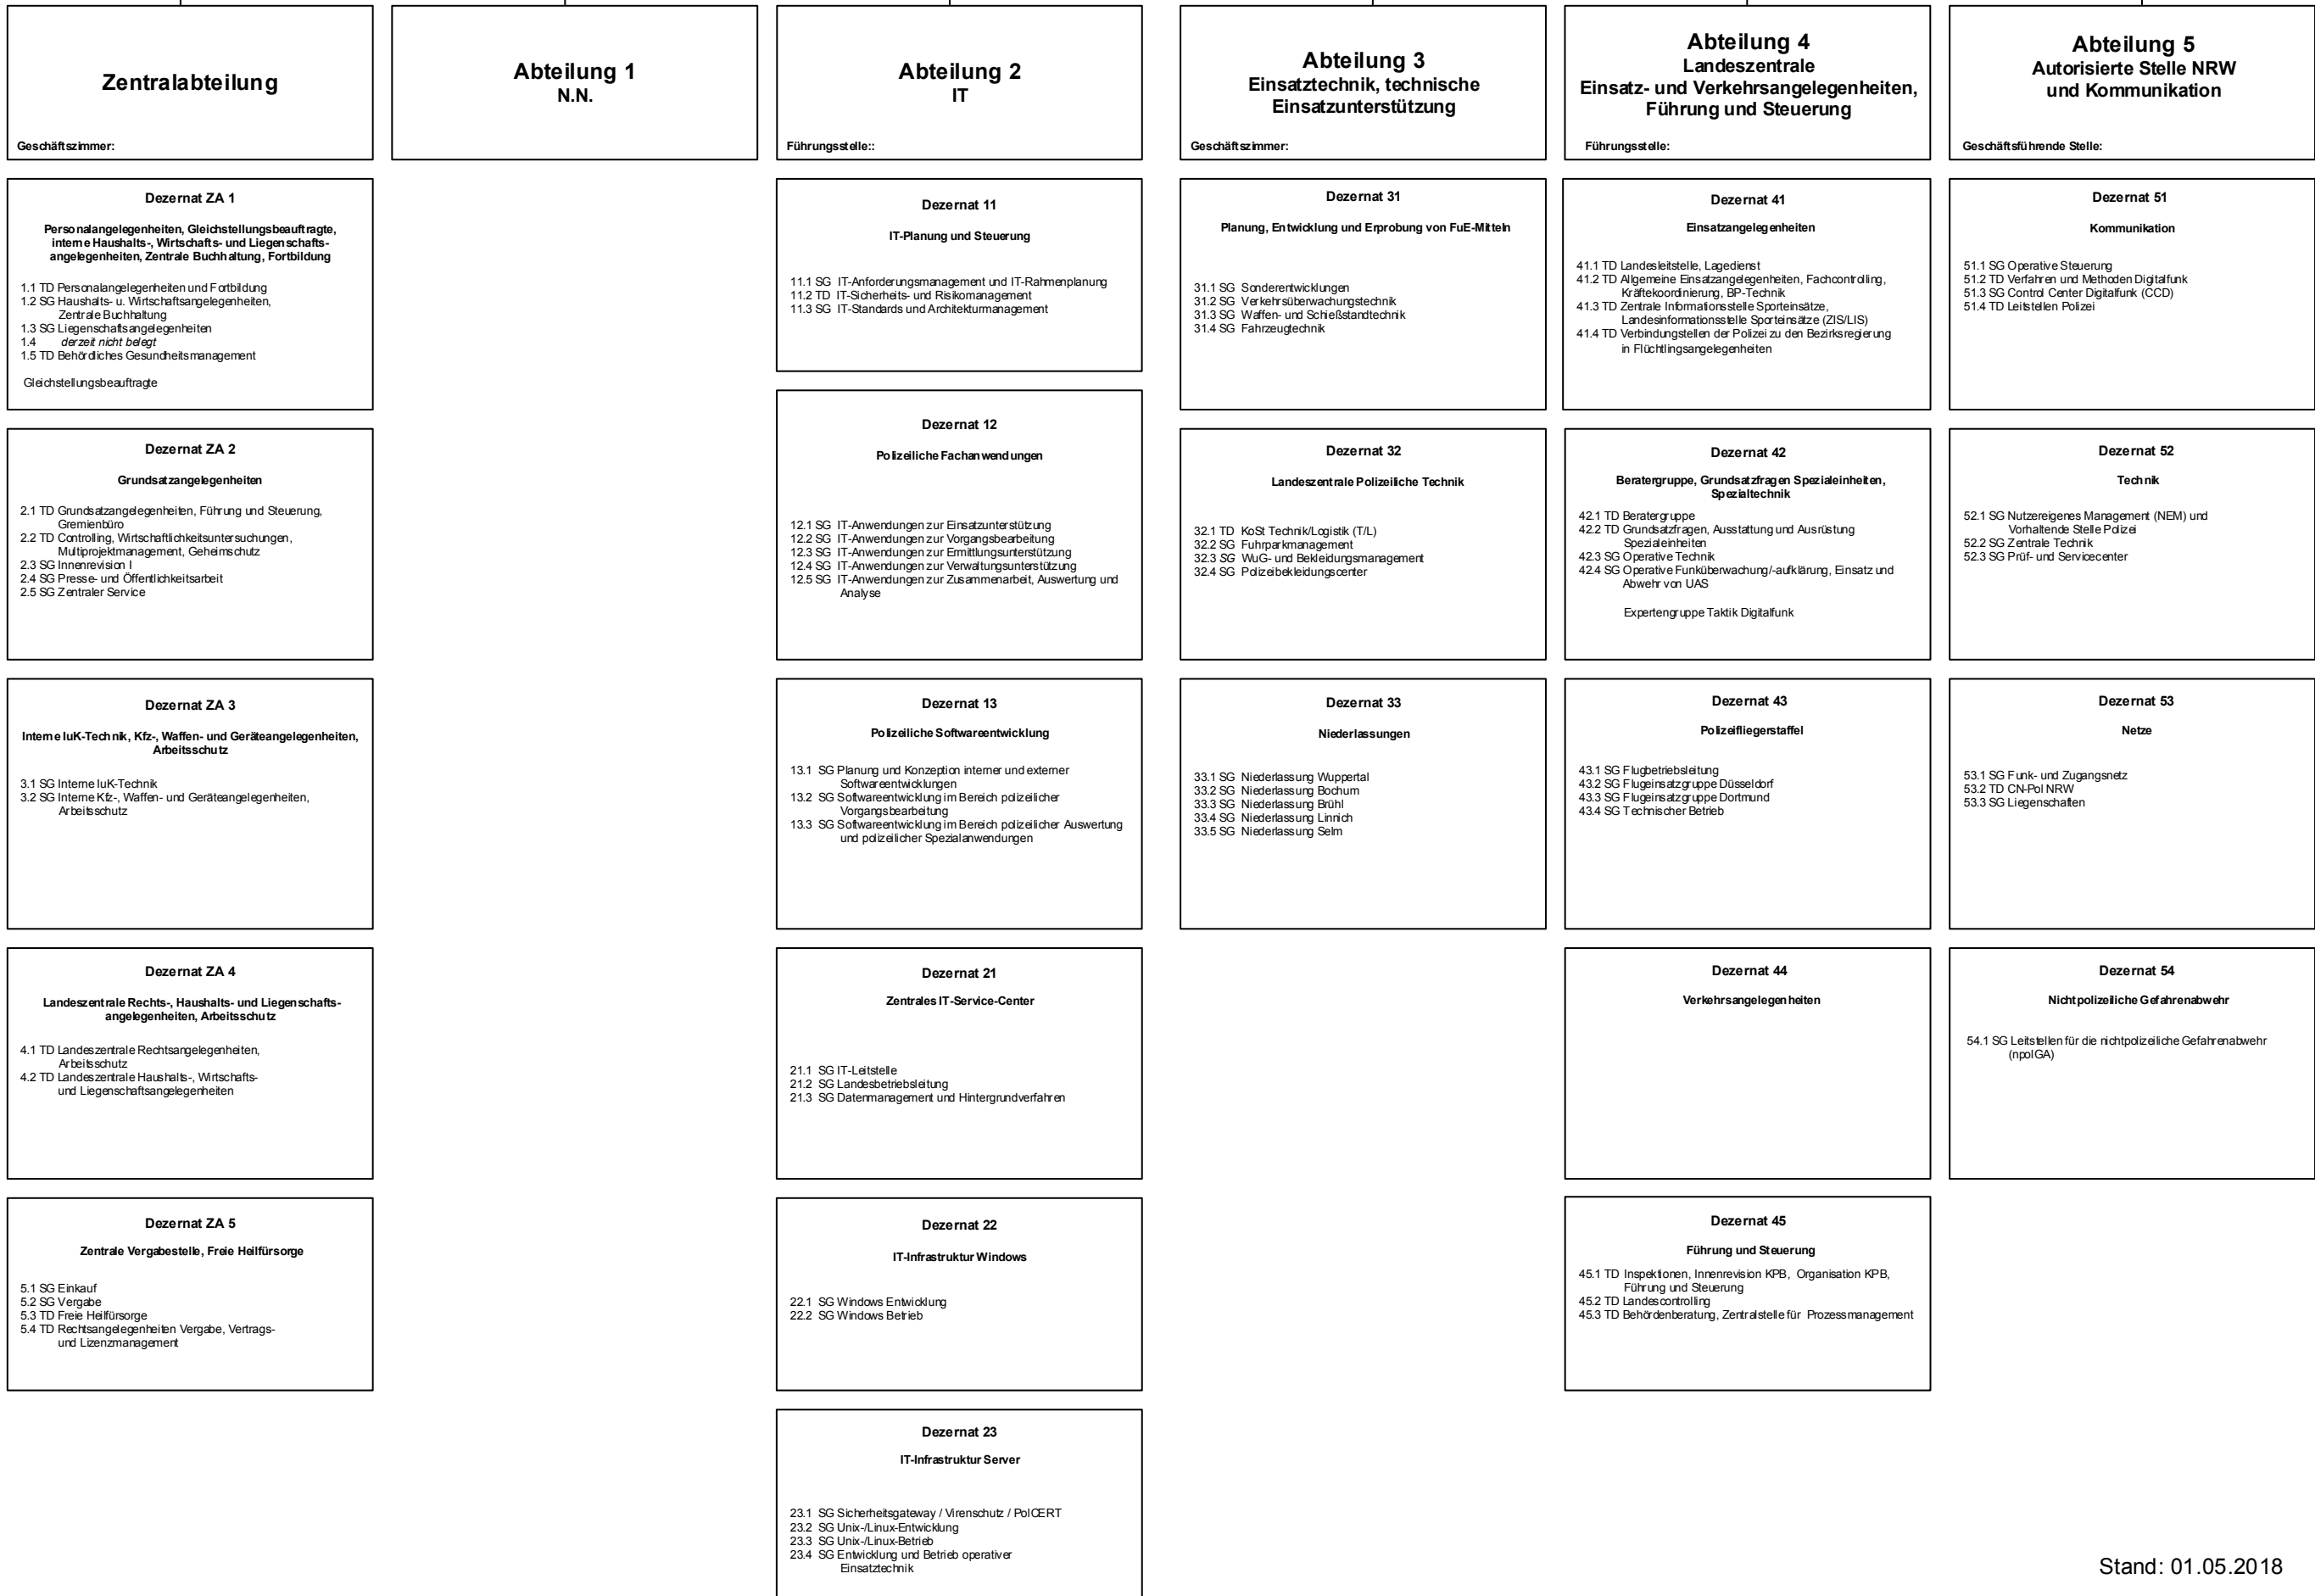 Zentralabteilung
Geschäftszimmer:
Dezernat ZA 1
Personalangelegenheiten, Gleichstellungsbeauftragte,
interne Haushalts-, Wirtschafts- und Liegenschafts-
angelegenheiten, Zentrale Buchhaltung, Fortbildung
1.1 TD Personalangelegenheiten und Fortbildung
1.2 SG Haushalts- u. Wirtschaftsangelegenheiten,
Zentrale Buchhaltung
1.3 SG Liegenschaftsangelegenheiten
1.4 derzeit nicht belegt
1.5 TD Behördliches Gesundheitsmanagement
Gleichstellungsbeauftragte
Dezernat ZA 2
Grundsatzangelegenheiten
2.1 TD Grundsatzangelegenheiten, Führung und Steuerung,
Gremienbüro
2.2 TD Controlling, Wirtschaftlichkeitsuntersuchungen,
Multiprojektmanagement, Geheimschutz
2.3 SG Innenrevision I
2.4 SG Presse- und Öffentlichkeitsarbeit
2.5 SG Zentraler Service
Dezernat ZA 3
Interne IuK-Technik, Kfz-, Waffen- und Geräteangelegenheiten,
Arbeitsschutz
3.1 SG Interne IuK-Technik
3.2 SG Interne Kfz-, Waffen- und Geräteangelegenheiten,
Arbeitsschutz
Dezernat ZA 4
Landeszentrale Rechts-, Haushalts- und Liegenschafts-
angelegenheiten, Arbeitsschutz
4.1 TD Landeszentrale Rechtsangelegenheiten,
Arbeitsschutz
4.2 TD Landeszentrale Haushalts-, Wirtschafts-
und Liegenschaftsangelegenheiten
Dezernat ZA 5
Zentrale Vergabestelle, Freie Heilfürsorge
5.1 SG Einkauf
5.2 SG Vergabe
5.3 TD Freie Heilfürsorge
5.4 TD Rechtsangelegenheiten Vergabe, Vertrags-
und Lizenzmanagement
Abteilung 1
N.N.
Abteilung 2
IT
Führungsstelle::
Dezernat 11
IT-Planung und Steuerung
11.1 SG IT-Anforderungsmanagement und IT-Rahmenplanung
11.2 TD IT-Sicherheits- und Risikomanagement
11.3 SG IT-Standards und Architekturmanagement
Dezernat 12
Polizeiliche Fachanwendungen
12.1 SG IT-Anwendungen zur Einsatzunterstützung
12.2 SG IT-Anwendungen zur Vorgangsbearbeitung
12.3 SG IT-Anwendungen zur Ermittlungsunterstützung
12.4 SG IT-Anwendungen zur Verwaltungsunterstützung
12.5 SG IT-Anwendungen zur Zusammenarbeit, Auswertung und
Analyse
Dezernat 13
Polizeiliche Softwareentwicklung
13.1 SG Planung und Konzeption interner und externer
Softwareentwicklungen
13.2 SG Softwareentwicklung im Bereich polizeilicher
Vorgangsbearbeitung
13.3 SG Softwareentwicklung im Bereich polizeilicher Auswertung
und polizeilicher Spezialanwendungen
Dezernat 21
Zentrales IT-Service-Center
21.1 SG IT-Leitstelle
21.2 SG Landesbetriebsleitung
21.3 SG Datenmanagement und Hintergrundverfahren
Dezernat 22
IT-Infrastruktur Windows
22.1 SG Windows Entwicklung
22.2 SG Windows Betrieb
Dezernat 23
IT-Infrastruktur Server
23.1 SG Sicherheitsgateway / Virenschutz / PolCERT
23.2 SG Unix-/Linux-Entwicklung
23.3 SG Unix-/Linux-Betrieb
23.4 SG Entwicklung und Betrieb operativer
Einsatztechnik
Abteilung 3
Einsatztechnik, technische
Einsatzunterstützung
Geschäftszimmer:
Dezernat 31
Planung, Entwicklung und Erprobung von FuE-Mitteln
31.1 SG Sonderentwicklungen
31.2 SG Verkehrsüberwachungstechnik
31.3 SG Waffen- und Schießstandtechnik
31.4 SG Fahrzeugtechnik
Dezernat 32
Landeszentrale Polizeiliche Technik
32.1 TD KoSt Technik/Logistik (T/L)
32.2 SG Fuhrparkmanagement
32.3 SG WuG- und Bekleidungsmanagement
32.4 SG Polizeibekleidungscenter
Dezernat 33
Niederlassungen
33.1 SG Niederlassung Wuppertal
33.2 SG Niederlassung Bochum
33.3 SG Niederlassung Brühl
33.4 SG Niederlassung Linnich
33.5 SG Niederlassung Selm
Abteilung 4
Landeszentrale
Einsatz- und Verkehrsangelegenheiten,
Führung und Steuerung
Führungsstelle:
Dezernat 41
Einsatzangelegenheiten
41.1 TD Landesleitstelle, Lagedienst
41.2 TD Allgemeine Einsatzangelegenheiten, Fachcontrolling,
Kräftekoordinierung, BP-Technik
41.3 TD Zentrale Informationsstelle Sporteinsätze,
Landesinformationsstelle Sporteinsätze (ZIS/LIS)
41.4 TD Verbindungstellen der Polizei zu den Bezirksregierung
in Flüchtlingsangelegenheiten
Dezernat 42
Beratergruppe, Grundsatzfragen Spezialeinheiten,
Spezialtechnik
42.1 TD Beratergruppe
42.2 TD Grundsatzfragen, Ausstattung und Ausrüstung
Spezialeinheiten
42.3 SG Operative Technik
42.4 SG Operative Funküberwachung/-aufklärung, Einsatz und
Abwehr von UAS
Expertengruppe Taktik Digitalfunk
Dezernat 43
Polizeifliegerstaffel
43.1 SG Flugbetriebsleitung
43.2 SG Flugeinsatzgruppe Düsseldorf
43.3 SG Flugeinsatzgruppe Dortmund
43.4 SG Technischer Betrieb
Dezernat 44
Verkehrsangelegenheiten
Dezernat 45
Führung und Steuerung
45.1 TD Inspektionen, Innenrevision KPB, Organisation KPB,
Führung und Steuerung
45.2 TD Landescontrolling
45.3 TD Behördenberatung, Zentralstelle für Prozessmanagement
Abteilung 5
Autorisierte Stelle NRW
und Kommunikation
Geschäftsführende Stelle:
Dezernat 51
Kommunikation
51.1 SG Operative Steuerung
51.2 TD Verfahren und Methoden Digitalfunk
51.3 SG Control Center Digitalfunk (CCD)
51.4 TD Leitstellen Polizei
Dezernat 52
Technik
52.1 SG Nutzereigenes Management (NEM) und
Vorhaltende Stelle Polizei
52.2 SG Zentrale Technik
52.3 SG Prüf- und Servicecenter
Dezernat 53
Netze
53.1 SG Funk- und Zugangsnetz
53.2 TD CN-Pol NRW
53.3 SG Liegenschaften
Dezernat 54
Nichtpolizeiliche Gefahrenabwehr
54.1 SG Leitstellen für die nichtpolizeiliche Gefahrenabwehr
(npolGA)
Stand: 01.05.2018